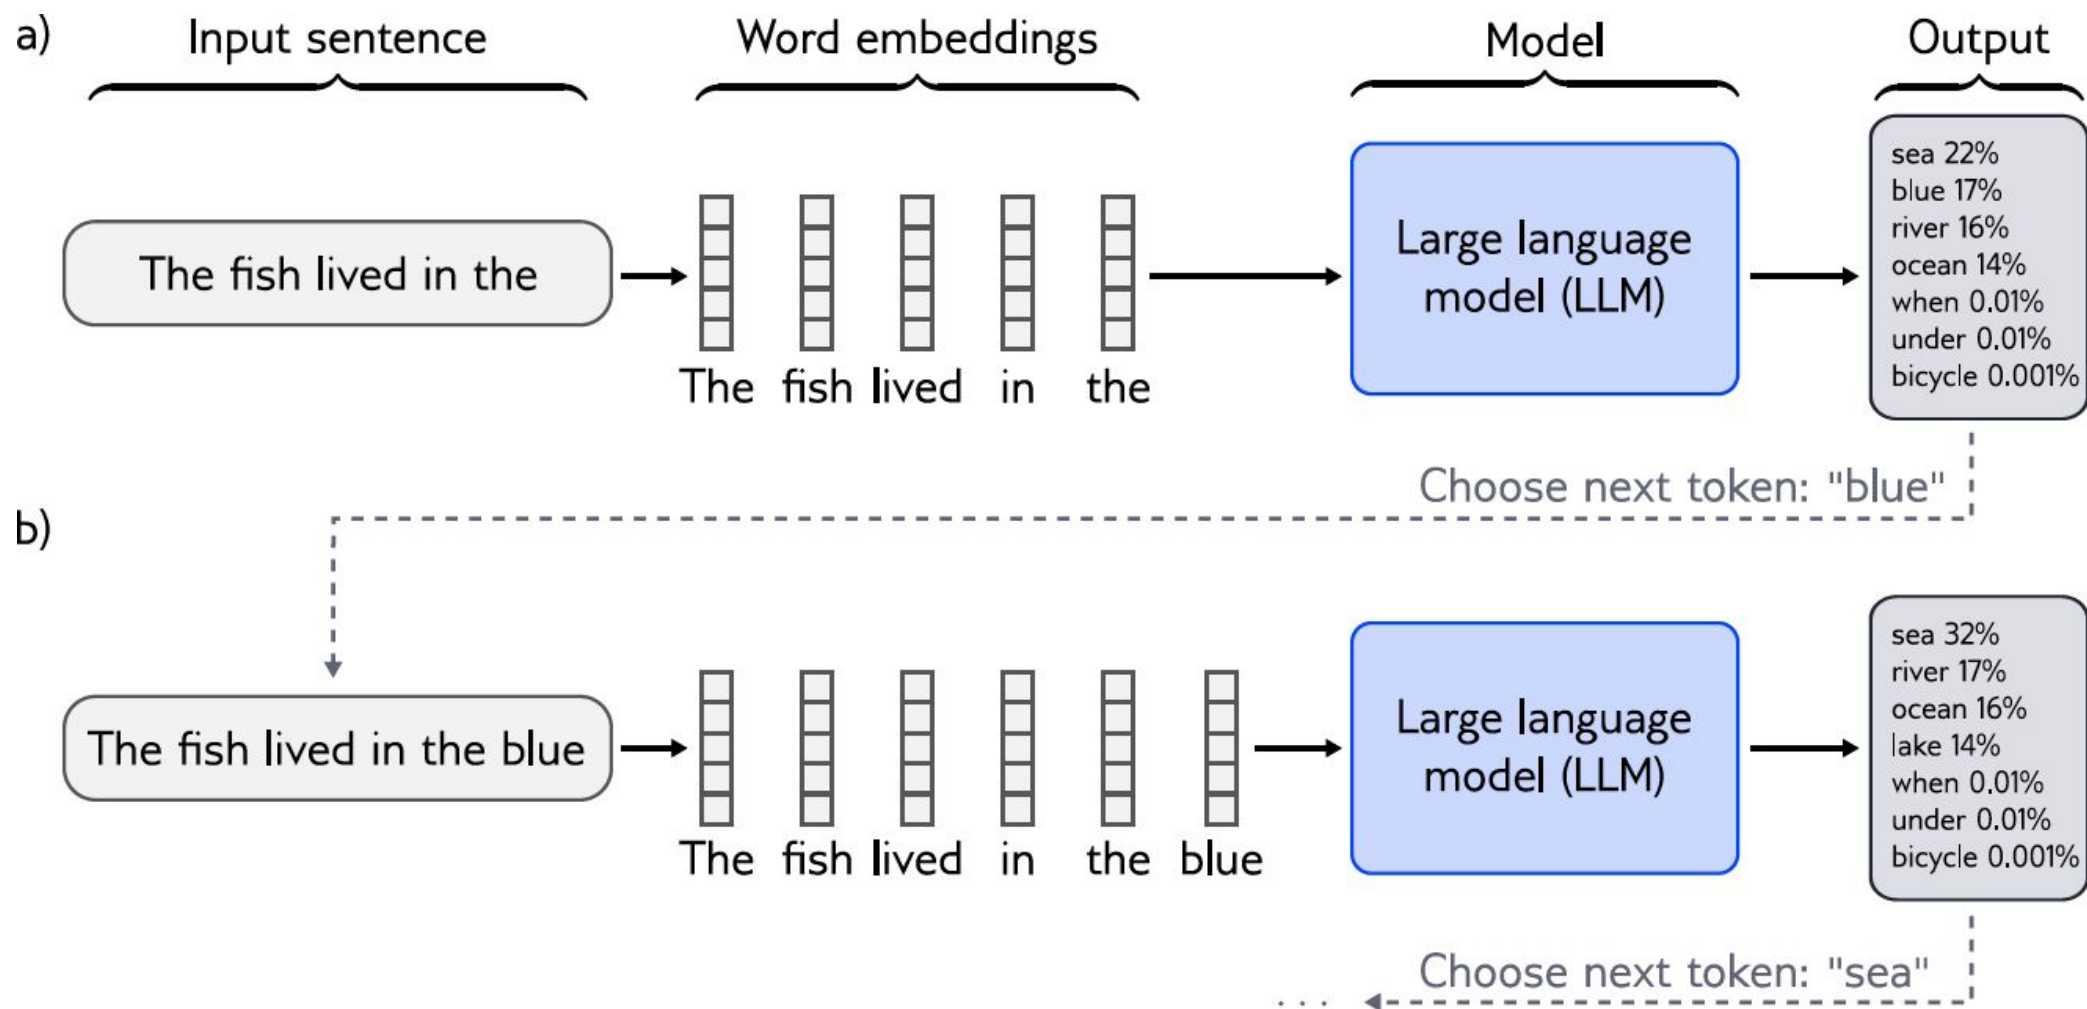 a)
Input sentence
Word embeddings
Model
Output
The fish lived in the
The fish lived in the
Large language
model (LLM)
sea 22%
blue 17%
river 16%
ocean 14%
when 0.01%
under 0.01%
bicycle 0.001%
Choose next token: "blue"
b)
The fish lived in the blue
The fish lived in the blue
Large language
model (LLM)
sea 32%
river 17%
ocean 16%
lake 14%
when 0.01%
under 0.01%
bicycle 0.001%
Choose next token: "sea"
. . .